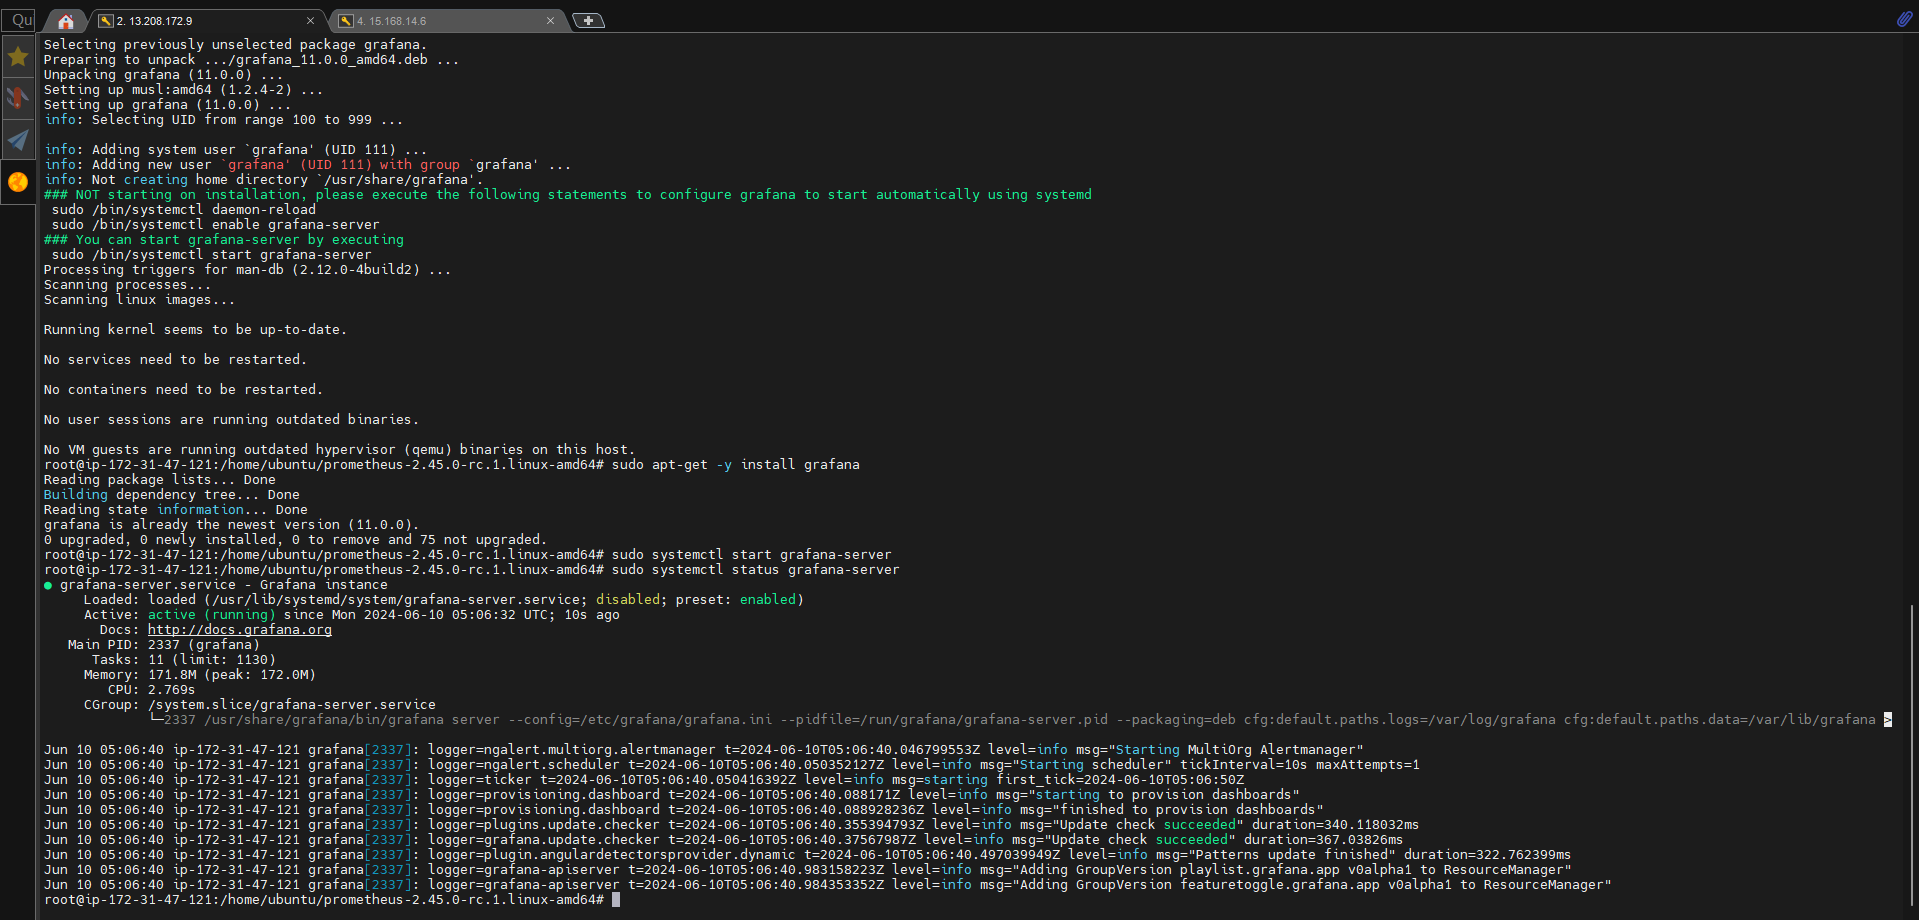 Qu
2. 13.208.172.9
4. 15.168.14.6
Selecting previously unselected package grafana.
Preparing to unpack .../grafana_11.0.0_amd64.deb ...
Unpacking grafana (11.0.0) ...
Setting up musl:amd64 (1.2.4-2) ...
Setting up grafana (11.0.0) ...
info: Selecting UID from range 100 to 999 ...
info: Adding system user `grafana' (UID 111) ...
info: Adding new user `grafana' (UID 111) with group `grafana' ...
info: Not creating home directory `/usr/share/grafana'.
### NOT starting on installation, please execute the following statements to configure grafana to start automatically using systemd
sudo /bin/systemctl daemon-reload
sudo /bin/systemctl enable grafana-server
### You can start grafana-server by executing
sudo /bin/systemctl start grafana-server
Processing triggers for man-db (2.12.0-4build2) ...
Scanning processes...
Scanning linux images...
Running kernel seems to be up-to-date.
No services need to be restarted.
No containers need to be restarted.
No user sessions are running outdated binaries.
No VM guests are running outdated hypervisor (qemu) binaries on this host.
root@ip-172-31-47-121:/home/ubuntu/prometheus-2.45.0-rc.1.linux-amd64# sudo apt-get -y install grafana
Reading package lists... Done
Building dependency tree... Done
Reading state information... Done
grafana is already the newest version (11.0.0).
0 upgraded, 0 newly installed, 0 to remove and 75 not upgraded.
root@ip-172-31-47-121:/home/ubuntu/prometheus-2.45.0-rc.1.linux-amd64# sudo systemctl start grafana-server
root@ip-172-31-47-121:/home/ubuntu/prometheus-2.45.0-rc.1.linux-amd64# sudo systemctl status grafana-server
● grafana-server.service - Grafana instance
Loaded: loaded (/usr/lib/systemd/system/grafana-server.service; disabled; preset: enabled)
Active: active (running) since Mon 2024-06-10 05:06:32 UTC; 10s ago
Docs: http://docs.grafana.org
Main PID: 2337 (grafana)
Tasks: 11 (limit: 1130)
Memory: 171.8M (peak: 172.0M)
CPU: 2.769s
CGroup: /system.slice/grafana-server.service
└─2337 /usr/share/grafana/bin/grafana server --config=/etc/grafana/grafana.ini --pidfile=/run/grafana/grafana-server.pid --packaging=deb cfg:default.paths.logs=/var/log/grafana cfg:default.paths.data=/var/lib/grafana >
Jun 10 05:06:40 ip-172-31-47-121 grafana[2337]: logger=ngalert.multiorg.alertmanager t=2024-06-10T05:06:40.046799553Z level=info msg="Starting MultiOrg Alertmanager"
Jun 10 05:06:40 ip-172-31-47-121 grafana[2337]: logger=ngalert.scheduler t=2024-06-10T05:06:40.050352127Z level=info msg="Starting scheduler" tickInterval=10s maxAttempts=1
Jun 10 05:06:40 ip-172-31-47-121 grafana[2337]: logger=ticker t=2024-06-10T05:06:40.050416392Z level=info msg=starting first_tick=2024-06-10T05:06:50Z
Jun 10 05:06:40 ip-172-31-47-121 grafana[2337]: logger=provisioning.dashboard t=2024-06-10T05:06:40.088171Z level=info msg="starting to provision dashboards"
Jun 10 05:06:40 ip-172-31-47-121 grafana[2337]: logger=provisioning.dashboard t=2024-06-10T05:06:40.088928236Z level=info msg="finished to provision dashboards"
Jun 10 05:06:40 ip-172-31-47-121 grafana[2337]: logger=plugins.update.checker t=2024-06-10T05:06:40.355394793Z level=info msg="Update check succeeded" duration=340.118032ms
Jun 10 05:06:40 ip-172-31-47-121 grafana[2337]: logger=grafana.update.checker t=2024-06-10T05:06:40.37567987Z level=info msg="Update check succeeded" duration=367.03826ms
Jun 10 05:06:40 ip-172-31-47-121 grafana[2337]: logger=plugin.angulardetectorsprovider.dynamic t=2024-06-10T05:06:40.497039949Z level=info msg="Patterns update finished" duration=322.762399ms
Jun 10 05:06:40 ip-172-31-47-121 grafana[2337]: logger=grafana-apiserver t=2024-06-10T05:06:40.983158223Z level=info msg="Adding GroupVersion playlist.grafana.app v0alpha1 to ResourceManager"
Jun 10 05:06:40 ip-172-31-47-121 grafana[2337]: logger=grafana-apiserver t=2024-06-10T05:06:40.984353352Z level=info msg="Adding GroupVersion featuretoggle.grafana.app v0alpha1 to ResourceManager"
root@ip-172-31-47-121:/home/ubuntu/prometheus-2.45.0-rc.1.linux-amd64#